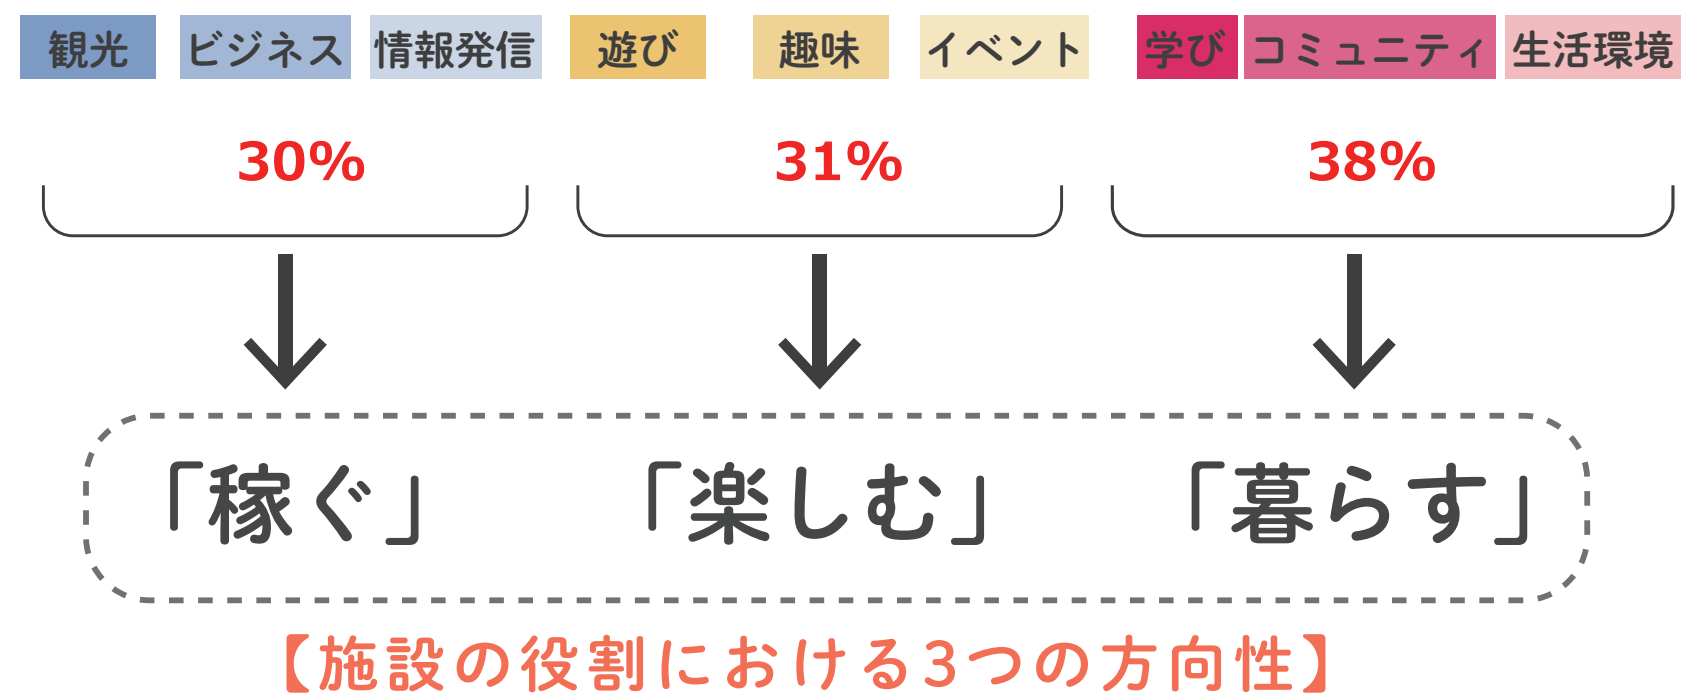 観光 ビジネス 情報発信 遊び 趣味 イベント 学び コミュニティ 生活環境
30% 31% 38%
「稼ぐ」 「楽しむ」 「暮らす」
【施設の役割における3つの方向性】